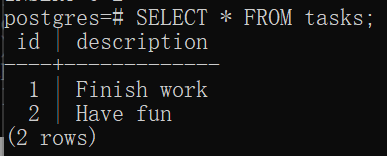 postgres=# SELECT * FROM tasks;
 id | description
----+-------------
  1 | Finish work
  2 | Have fun
(2 rows)